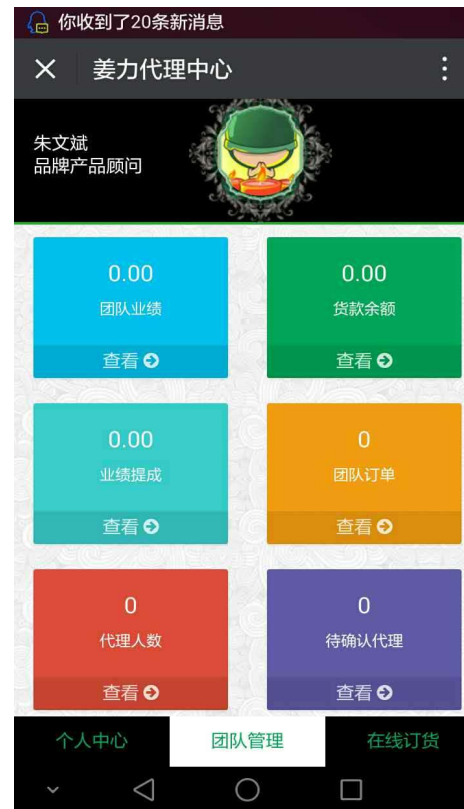 你收到了20条新消息
姜力代理中心
朱文斌
品牌产品顾问
0.00
团队业绩
查看
0.00
货款余额
查看
0.00
业绩提成
查看
0
团队订单
查看
0
代理人数
查看
0
待确认代理
查看
个人中心
团队管理
在线订货